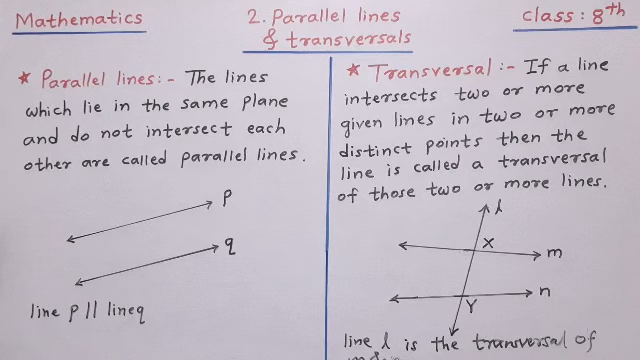 Mathematics
2. Parallel lines
& transversals
class : 8th
* Parallel lines :- The lines
which lie in the same plane
and do not intersect each
other are called parallel lines.
p
q
line p || line q
* Transversal :- If a line
intersects two or more
given lines in two or more
distinct points then the
line is called a transversal
of those two or more lines.
l
X
m
n
Y
line l is the transversal of